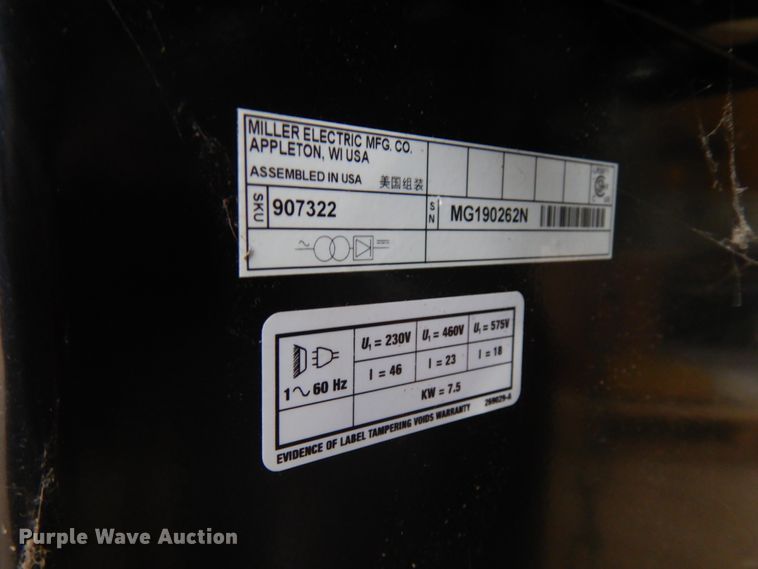 MILLER ELECTRIC MFG. CO.
APPLETON, WI USA
ASSEMBLED IN USA 美国组装
SKU 907322 SN MG190262N
U₁ = 230V U₁ = 460V U₁ = 575V
I = 46 I = 23 I = 18
1~60 Hz
KW = 7.5
269029-A
EVIDENCE OF LABEL TAMPERING VOIDS WARRANTY
Purple Wave Auction